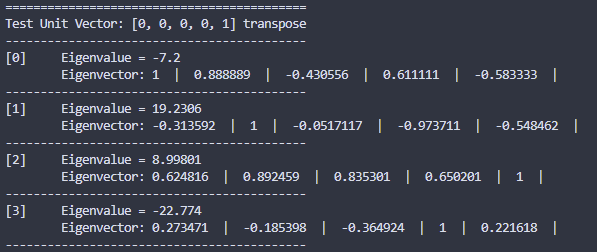 ===========================================
Test Unit Vector: [0, 0, 0, 0, 1] transpose
-------------------------------------------
[0] Eigenvalue = -7.2
Eigenvector: 1 | 0.888889 | -0.430556 | 0.611111 | -0.583333 |
-------------------------------------------
[1] Eigenvalue = 19.2306
Eigenvector: -0.313592 | 1 | -0.0517117 | -0.973711 | -0.548462 |
-------------------------------------------
[2] Eigenvalue = 8.99801
Eigenvector: 0.624816 | 0.892459 | 0.835301 | 0.650201 | 1 |
-------------------------------------------
[3] Eigenvalue = -22.774
Eigenvector: 0.273471 | -0.185398 | -0.364924 | 1 | 0.221618 |
-------------------------------------------